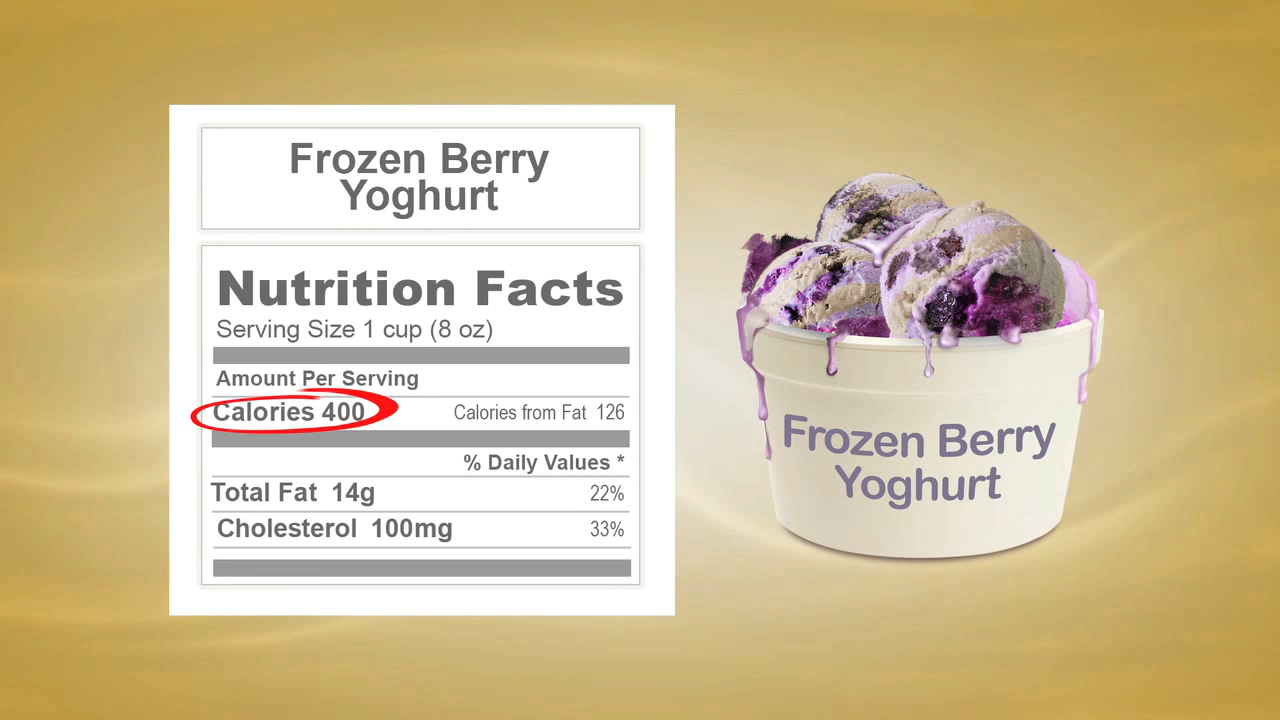 Frozen Berry
Yoghurt
Nutrition Facts
Serving Size 1 cup (8 oz)
Amount Per Serving
Calories 400 Calories from Fat 126
% Daily Values *
Total Fat 14g 22%
Cholesterol 100mg 33%
Frozen Berry
Yoghurt